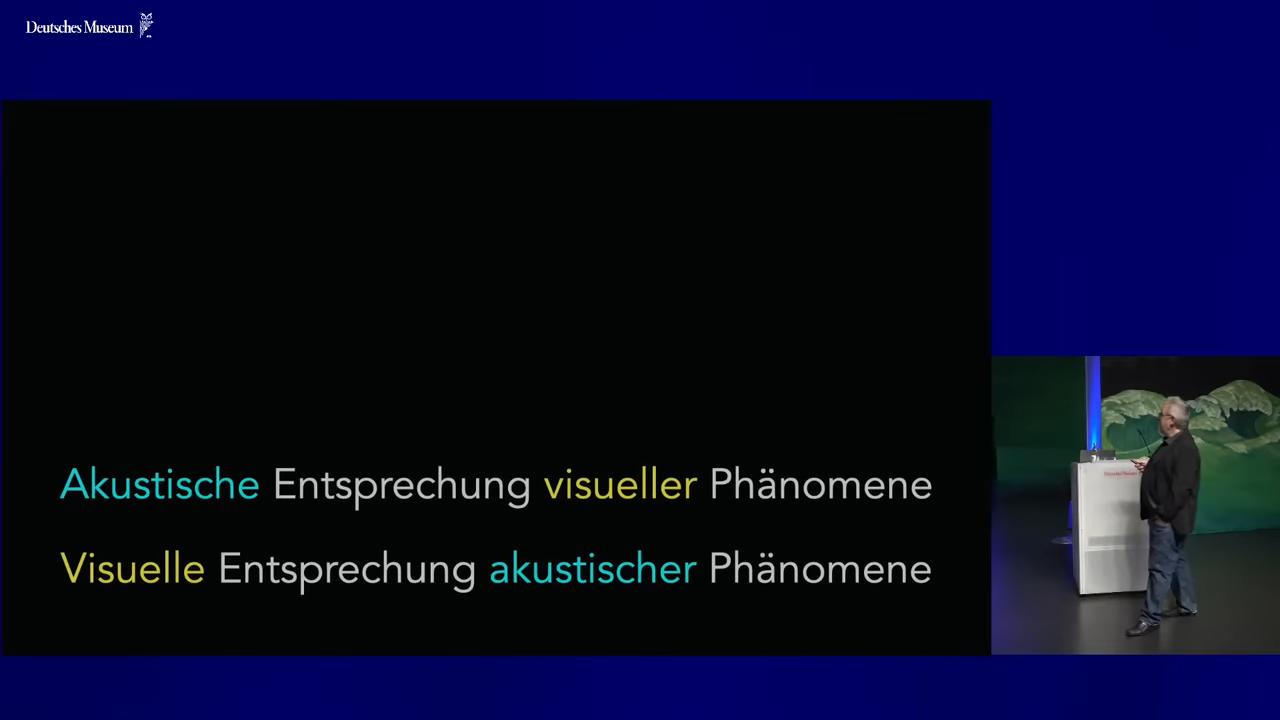 Deutsches Museum
Akustische Entsprechung visueller Phänomene
Visuelle Entsprechung akustischer Phänomene